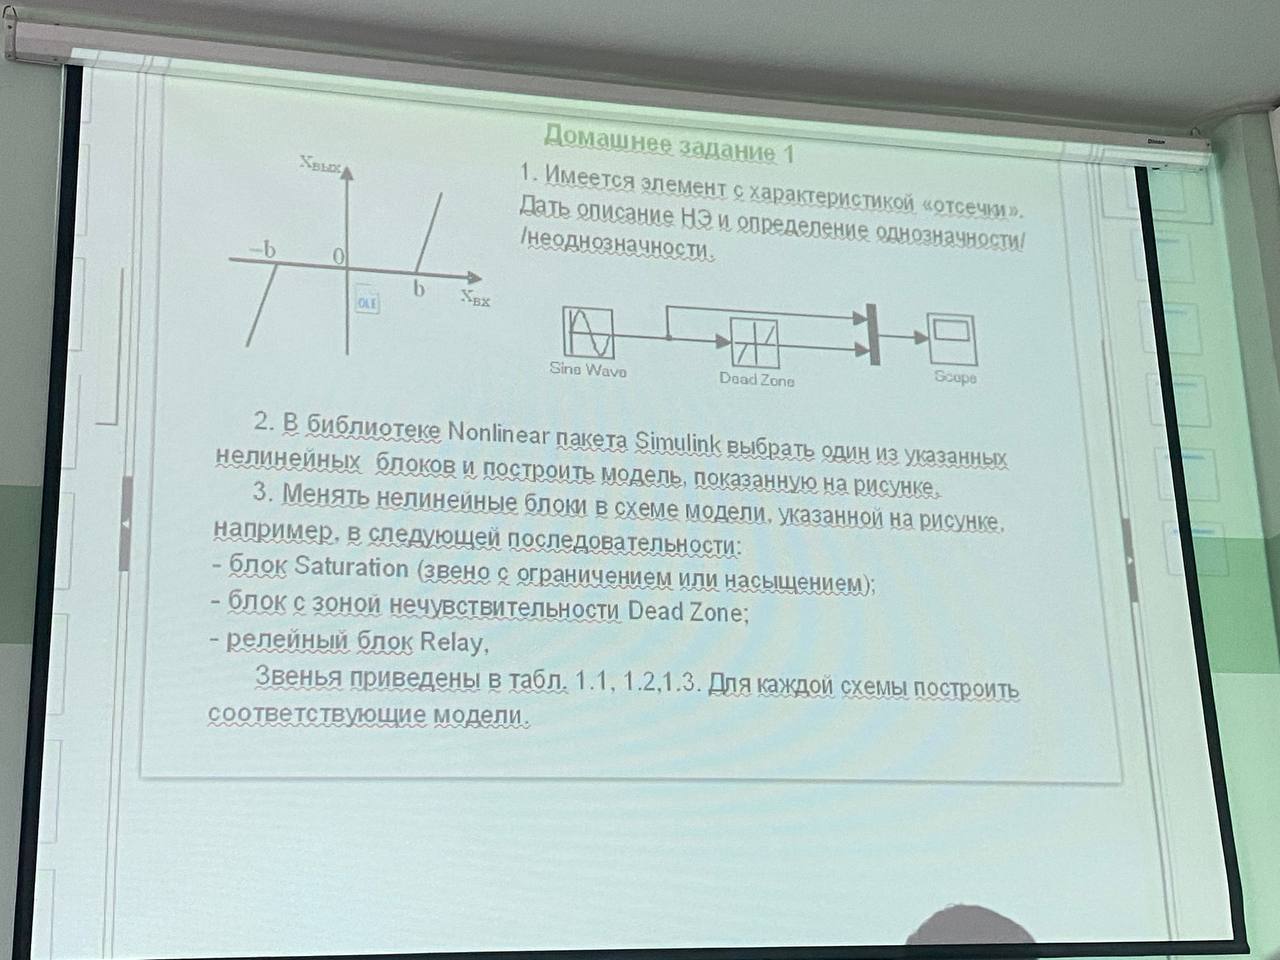 Домашнее задание 1
1. Имеется элемент с характеристикой «отсечки».
Дать описание НЭ и определение однозначности/
/неоднозначности.
Xвых
–b
0
b
Xвх
OLE
Sine Wave
Dead Zone
Scope
2. В библиотеке Nonlinear пакета Simulink выбрать один из указанных
нелинейных блоков и построить модель, показанную на рисунке.
3. Менять нелинейные блоки в схеме модели, указанной на рисунке,
например, в следующей последовательности:
- блок Saturation (звено с ограничением или насыщением);
- блок с зоной нечувствительности Dead Zone;
- релейный блок Relay,
Звенья приведены в табл. 1.1, 1.2,1.3. Для каждой схемы построить
соответствующие модели.